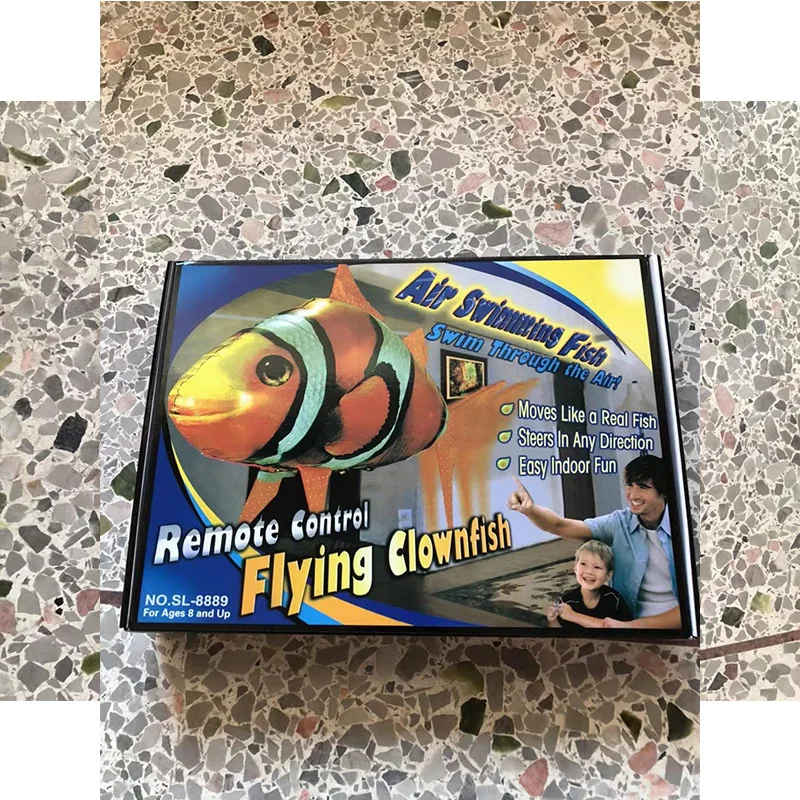 Air Swimming Fish
Swim Through the Air!
Moves Like a Real Fish
Steers In Any Direction
Easy Indoor Fun
Remote Control
Flying Clownfish
NO.SL-8889
For Ages 8 and Up